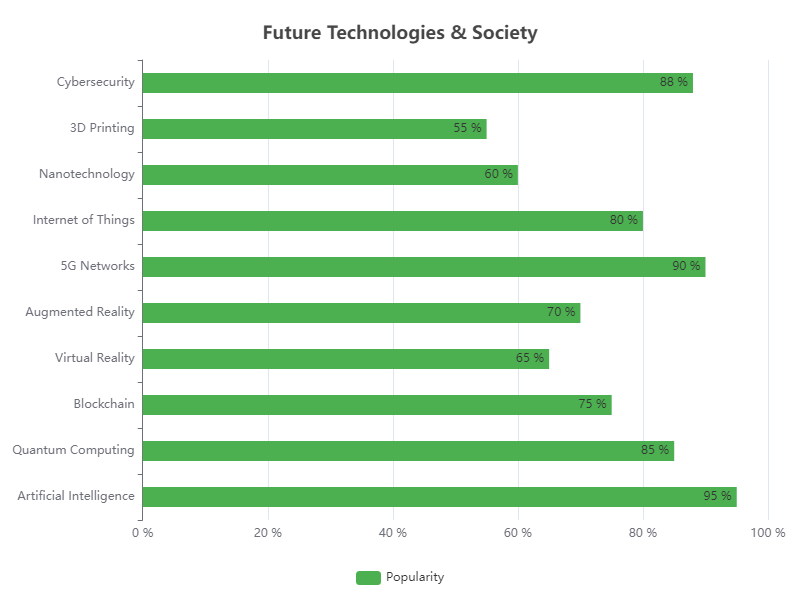 Future Technologies & Society
Cybersecurity 88 %
3D Printing 55 %
Nanotechnology 60 %
Internet of Things 80 %
5G Networks 90 %
Augmented Reality 70 %
Virtual Reality 65 %
Blockchain 75 %
Quantum Computing 85 %
Artificial Intelligence 95 %
0 % 20 % 40 % 60 % 80 % 100 %
Popularity